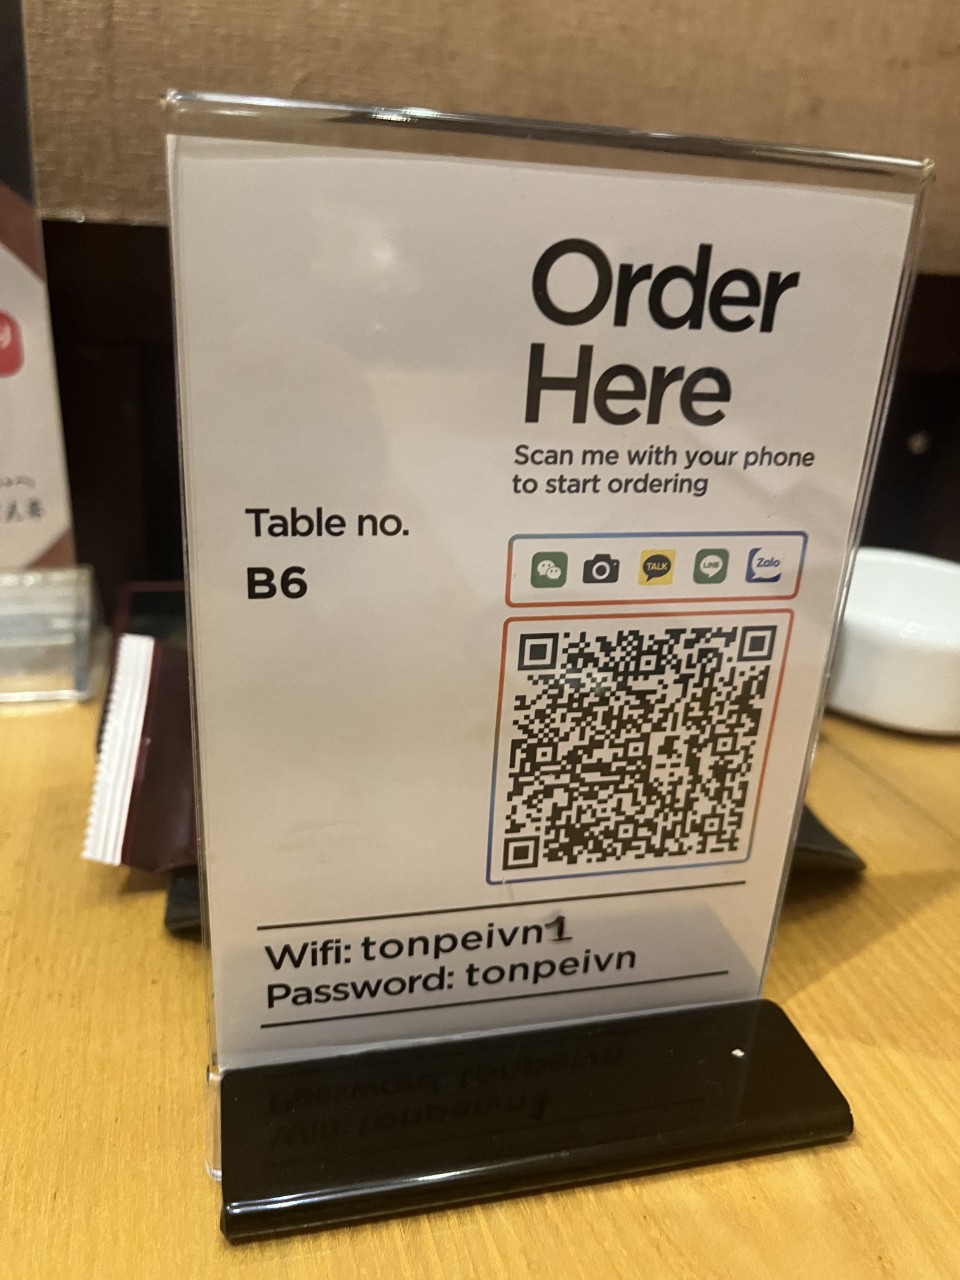 Order
Here
Scan me with your phone
to start ordering
Table no.
B6
TALK
LINE
Zalo
Wifi: tonpeivn1
Password: tonpeivn